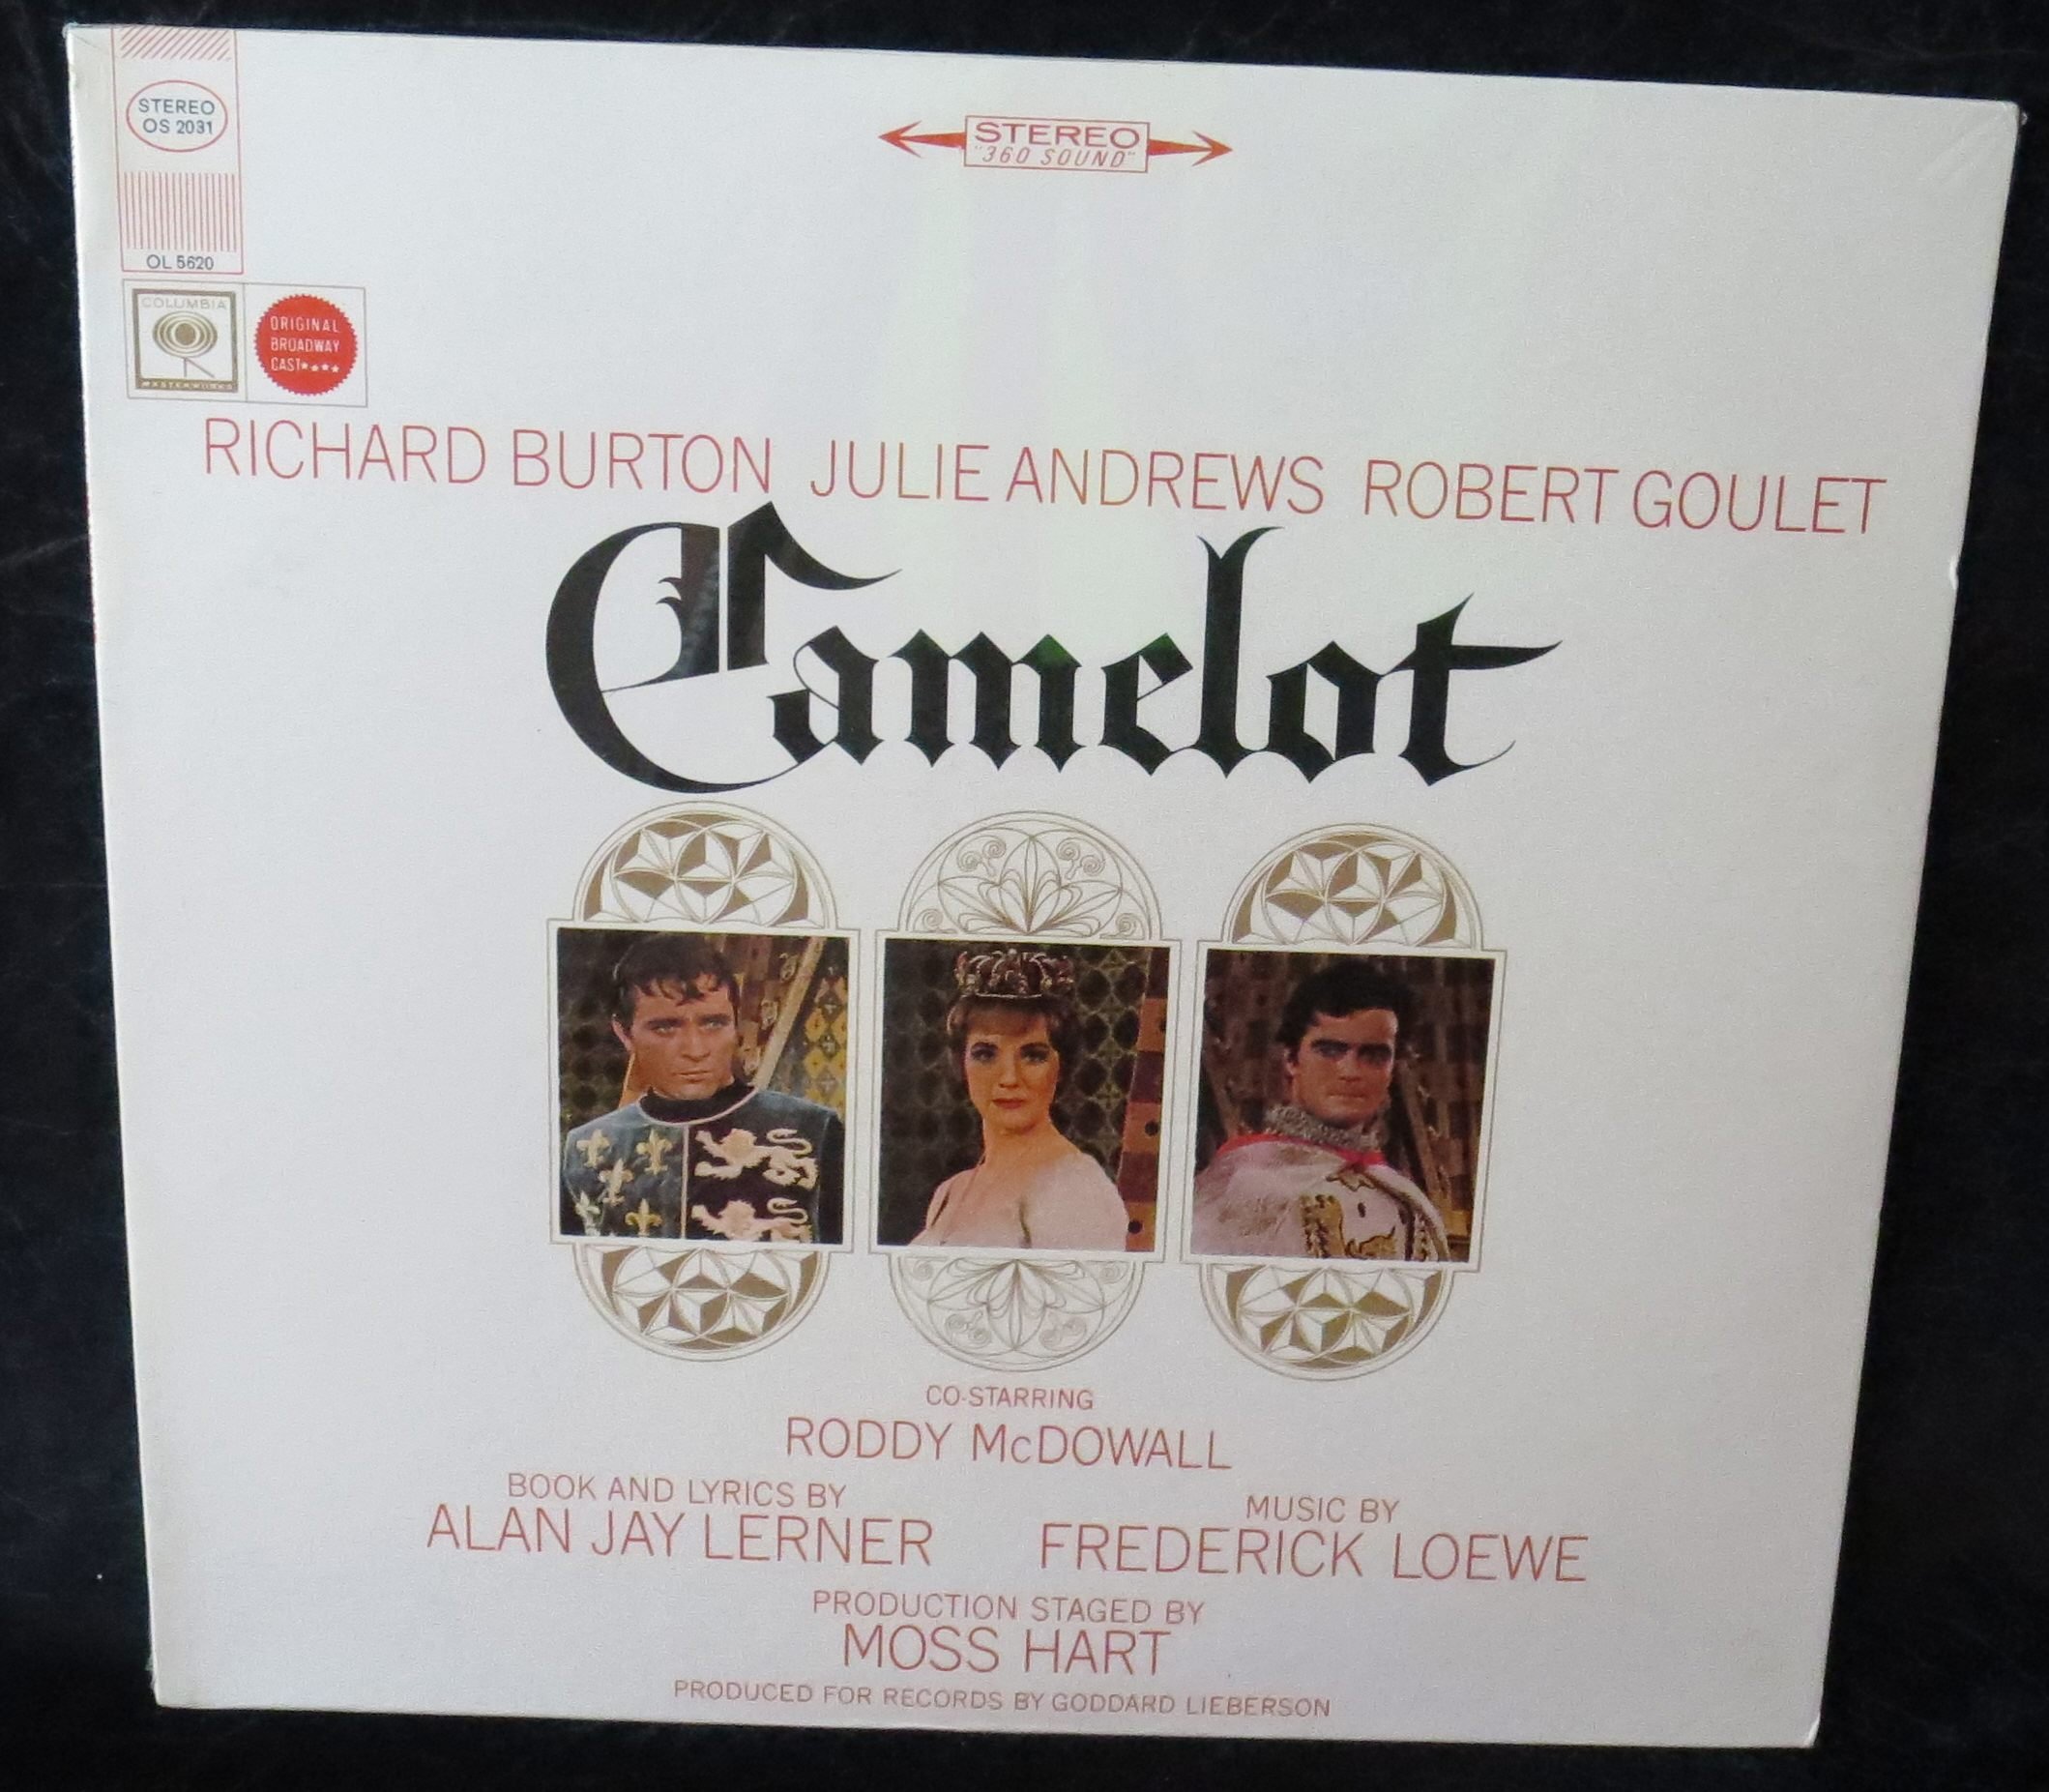 STEREO
OS 2031
OL 5620
STEREO
"360 SOUND"
COLUMBIA
MASTERWORKS
ORIGINAL
BROADWAY
CAST★★★★
RICHARD BURTON JULIE ANDREWS ROBERT GOULET
Camelot
CO-STARRING
RODDY McDOWALL
BOOK AND LYRICS BY
ALAN JAY LERNER
MUSIC BY
FREDERICK LOEWE
PRODUCTION STAGED BY
MOSS HART
PRODUCED FOR RECORDS BY GODDARD LIEBERSON